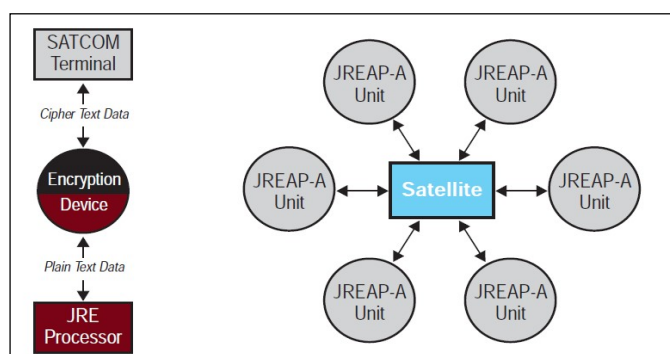 SATCOM
Terminal
Cipher Text Data
Encryption
Device
Plain Text Data
JRE
Processor
JREAP-A
Unit
JREAP-A
Unit
JREAP-A
Unit
Satellite
JREAP-A
Unit
JREAP-A
Unit
JREAP-A
Unit